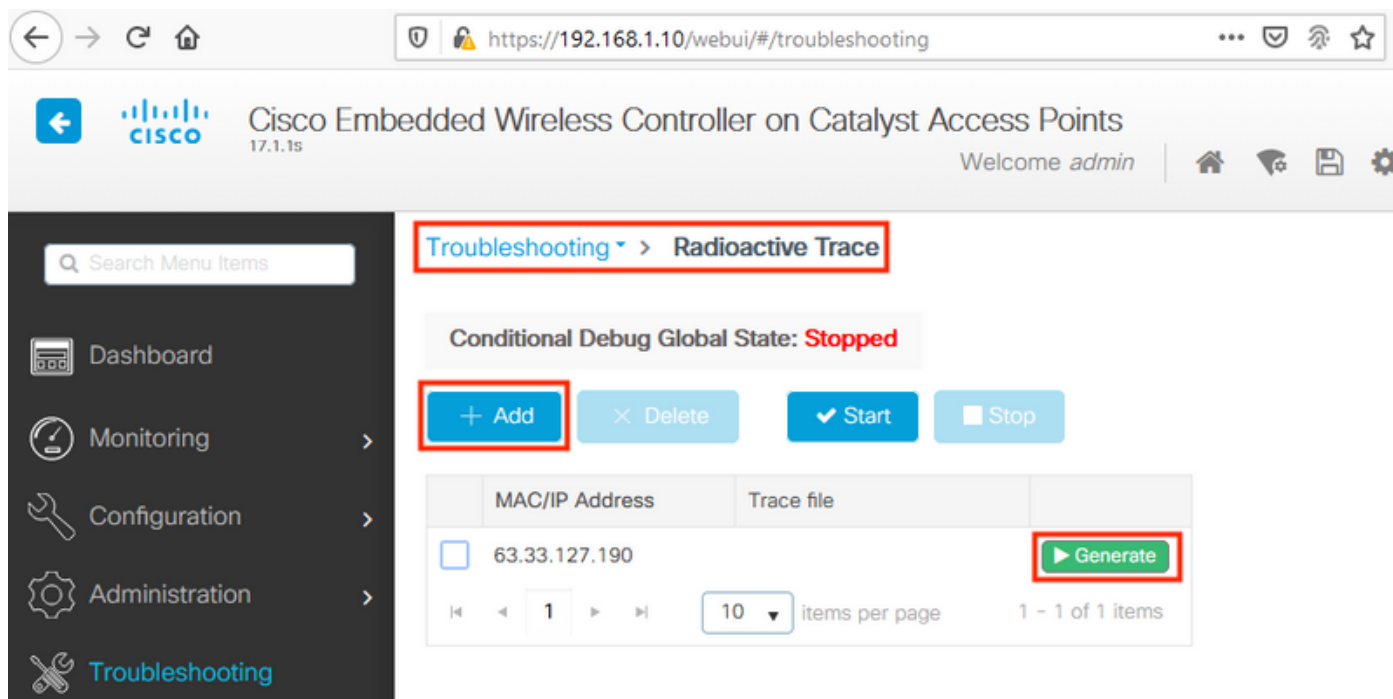 https://192.168.1.10/webui/#/troubleshooting
CISCO
Cisco Embedded Wireless Controller on Catalyst Access Points
17.1.1s
Welcome admin
Search Menu Items
Dashboard
Monitoring
Configuration
Administration
Troubleshooting
Troubleshooting > Radioactive Trace
Conditional Debug Global State: Stopped
+ Add × Delete ✔ Start Stop
MAC/IP Address Trace file
63.33.127.190 Generate
1 10 items per page 1 - 1 of 1 items